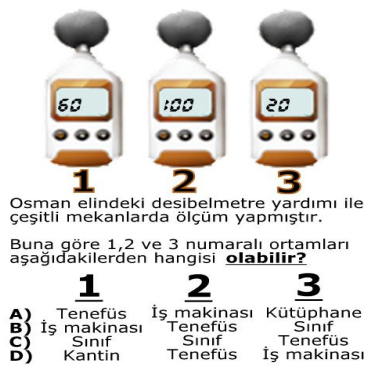 60 100 20
1 2 3
Osman elindeki desibelmetre yardımı ile
çeşitli mekanlarda ölçüm yapmıştır.
Buna göre 1,2 ve 3 numaralı ortamları
aşağıdakilerden hangisi olabilir?
1 2 3
A) Tenefüs İş makinası Kütüphane
B) İş makinası Tenefüs Sınıf
C) Sınıf Sınıf Tenefüs
D) Kantin Tenefüs İş makinası